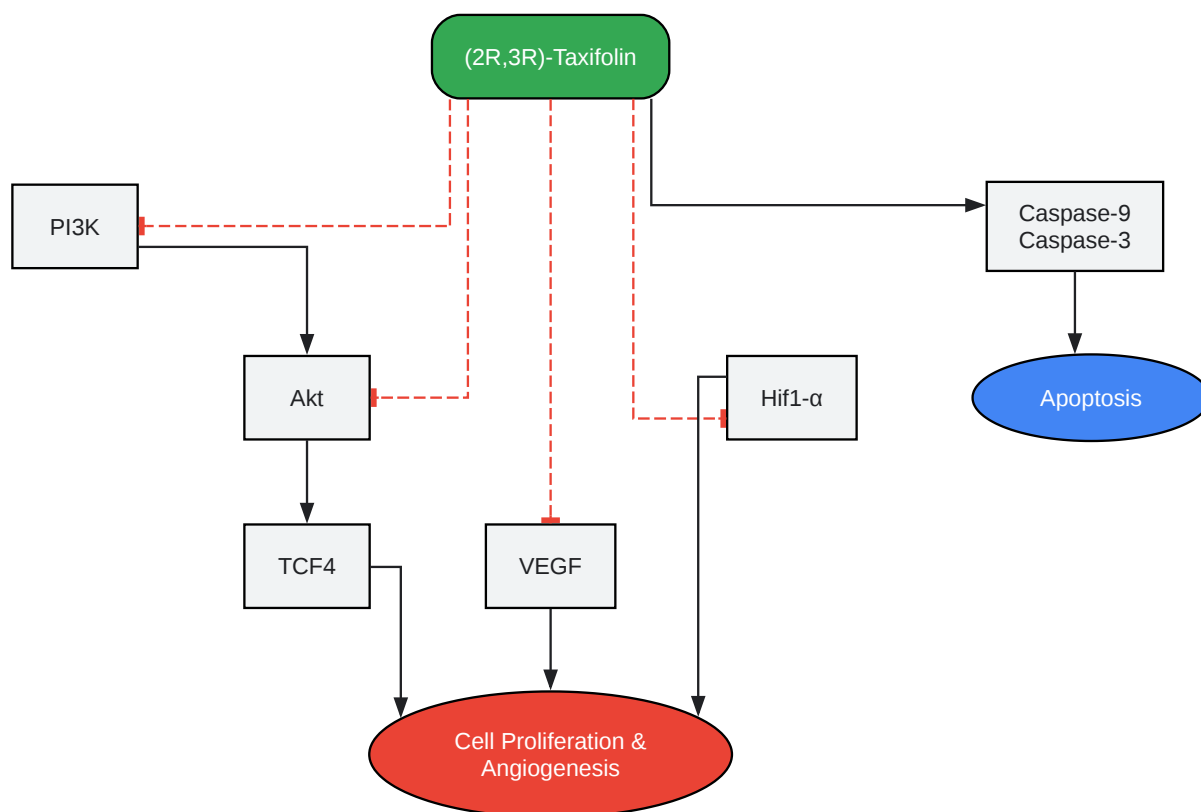 (2R,3R)-Taxifolin
PI3K
Caspase-9
Caspase-3
Akt
Hif1-α
Apoptosis
TCF4
VEGF
Cell Proliferation &
Angiogenesis